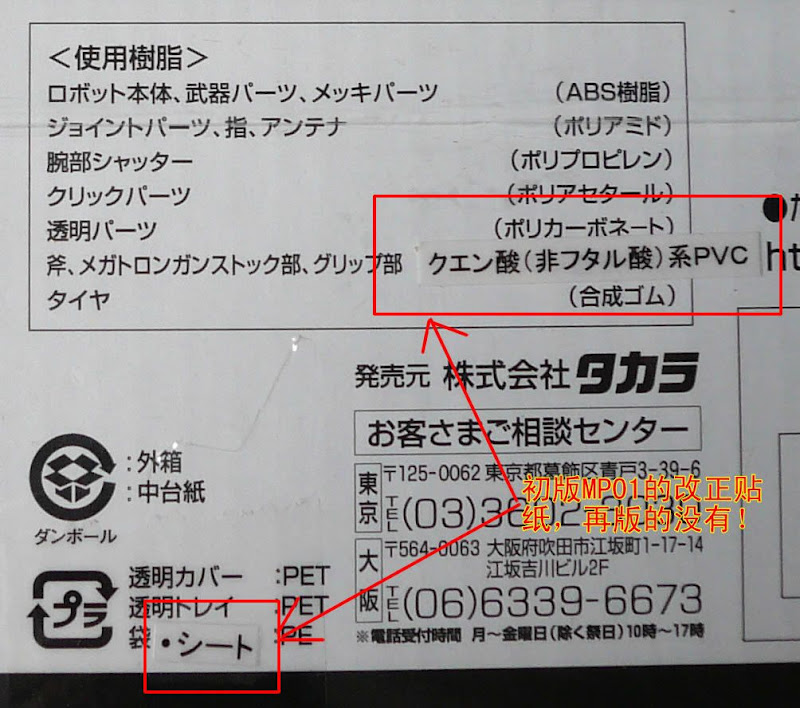 ＜使用樹脂＞
ロボット本体、武器パーツ、メッキパーツ （ABS樹脂）
ジョイントパーツ、指、アンテナ （ポリアミド）
腕部シャッター （ポリプロピレン）
クリックパーツ （ポリアセタール）
透明パーツ （ポリカーボネート）
斧、メガトロンガンストック部、グリップ部 クエン酸（非フタル酸）系PVC
タイヤ （合成ゴム）
発売元 株式会社タカラ
お客さまご相談センター
東京 〒125-0062 東京都葛飾区青戸3-39-6
TEL (03)
初版MP01的改正贴
纸，再版的没有！
大阪 〒564-0063 大阪府吹田市江坂町1-17-14
江坂吉川ビル2F
TEL (06)6339-6673
※電話受付時間 月～金曜日（除く祭日）10時～17時
：外箱
：中台紙
ダンボール
プラ
透明カバー :PET
透明トレイ :PET
袋・シート :PE